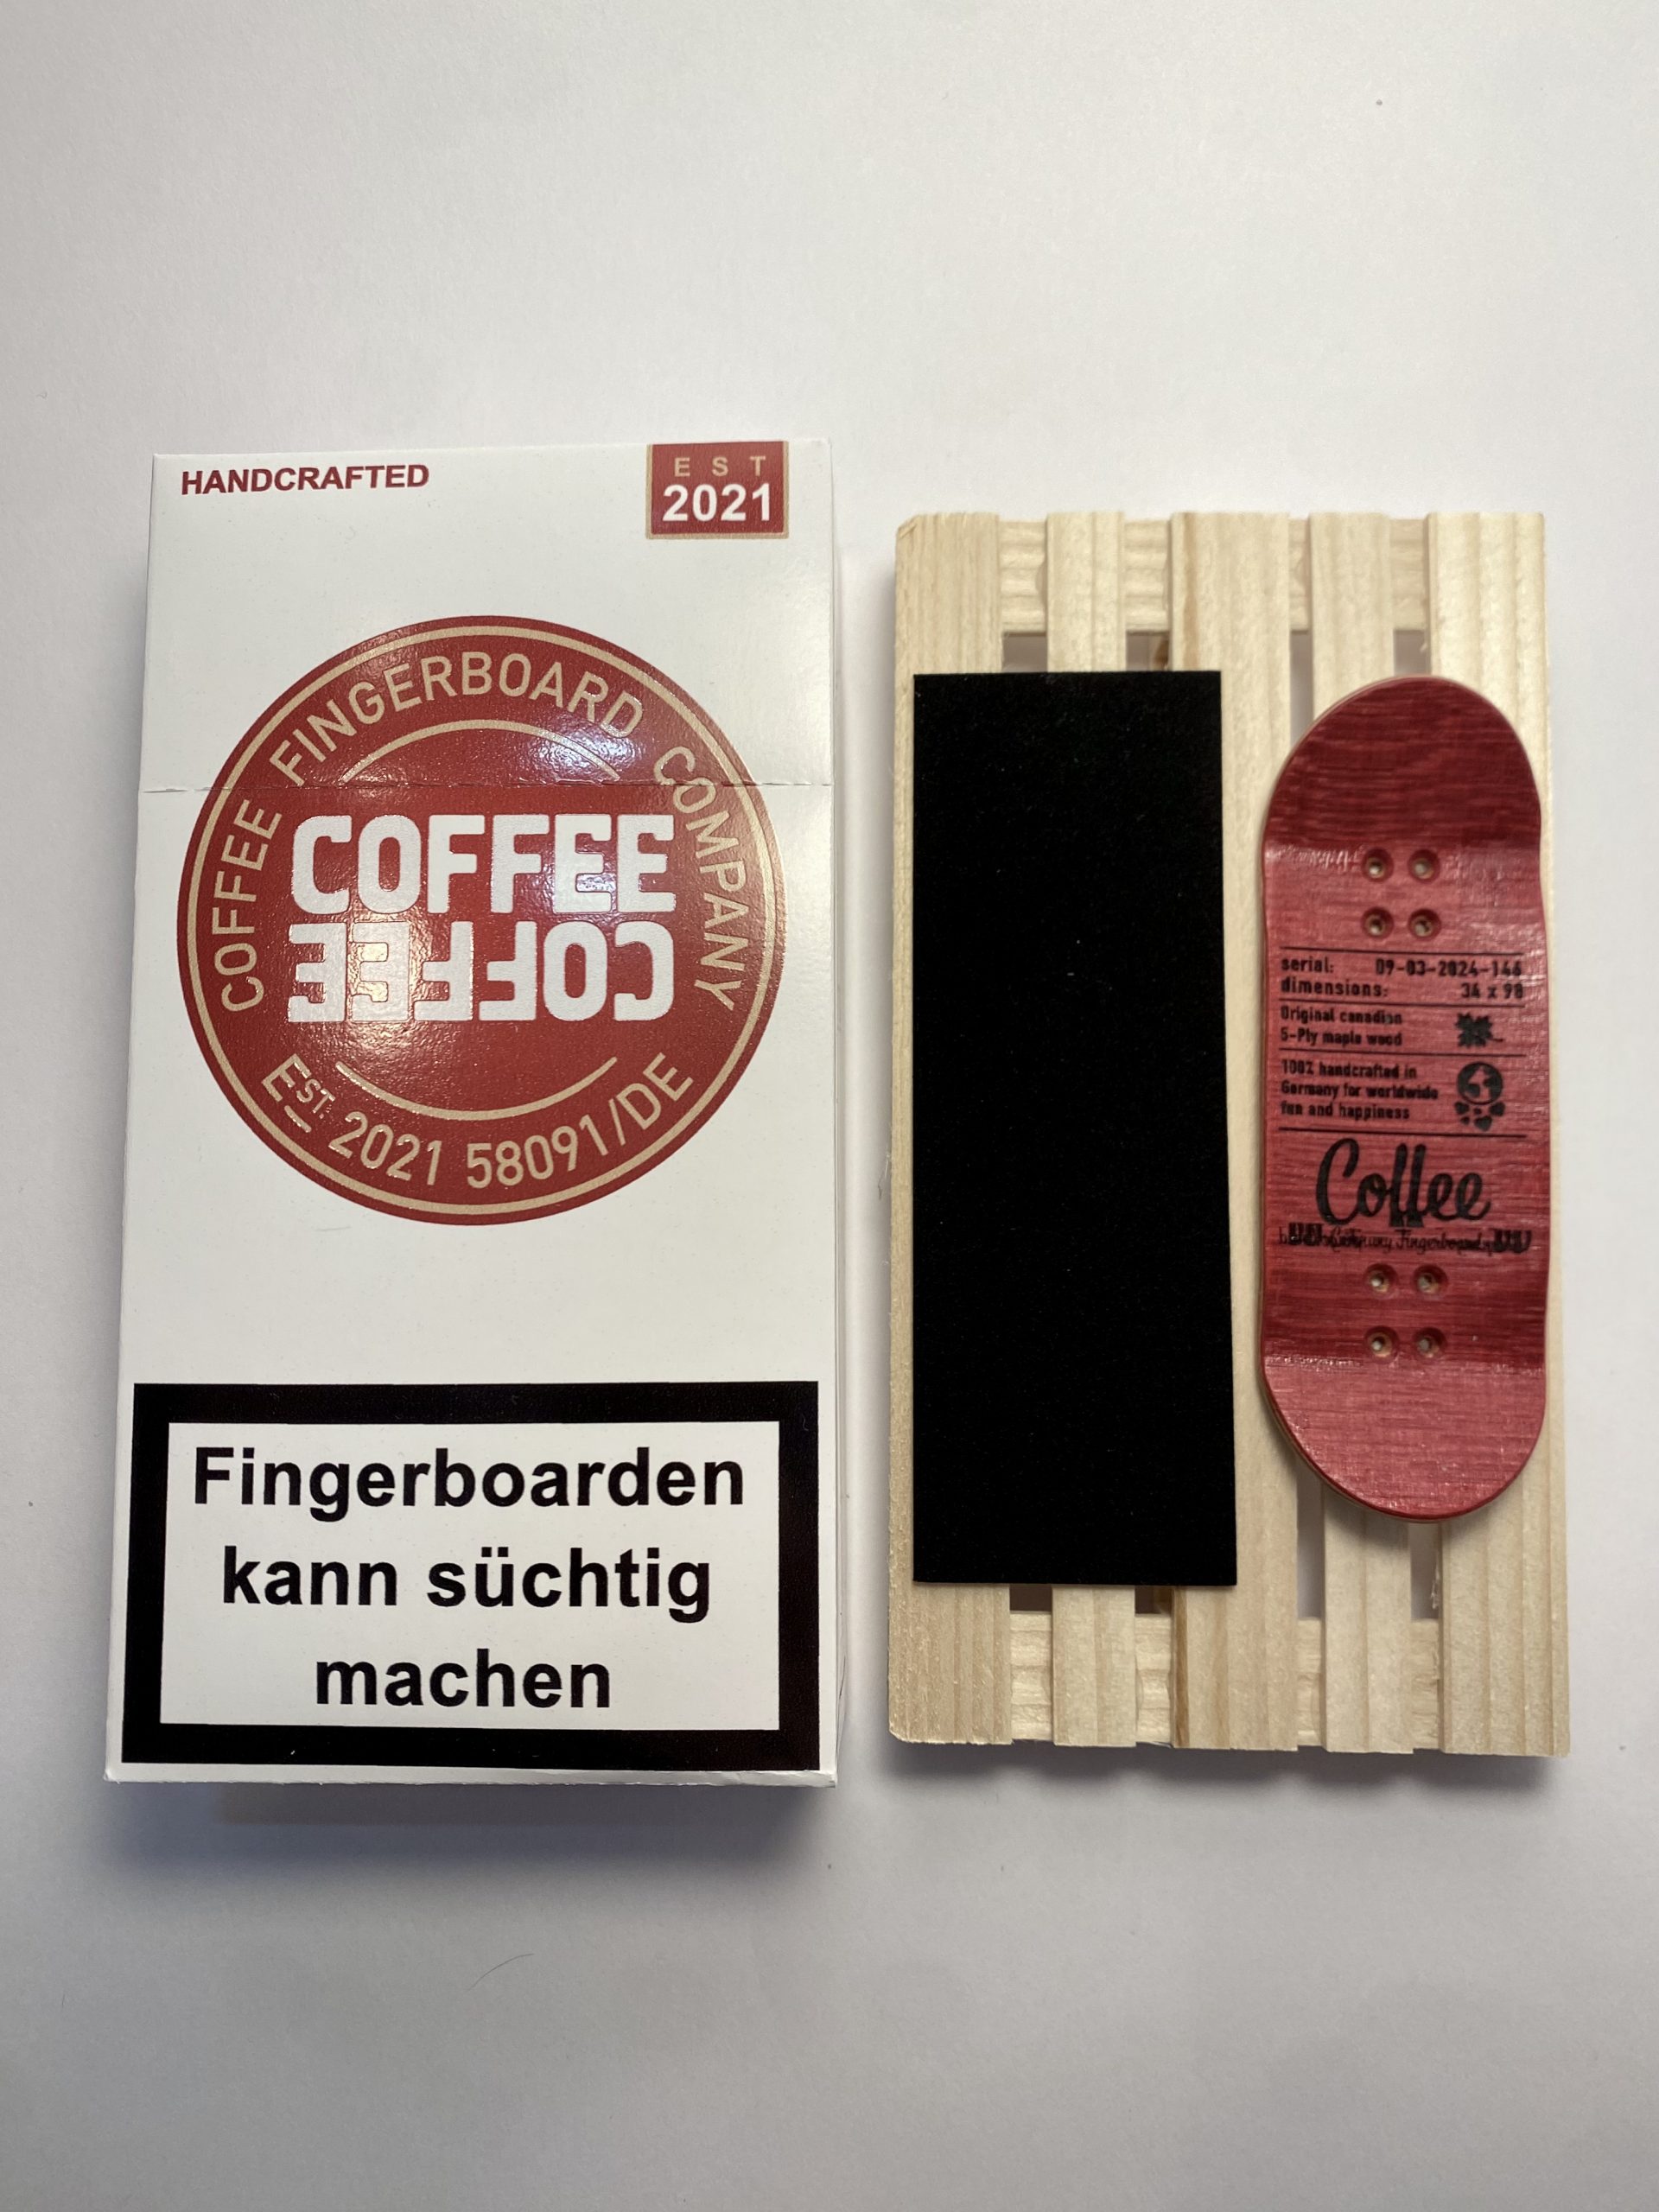 HANDCRAFTED
EST
2021
COFFEE FINGERBOARD COMPANY
COFFEE
COFFEE
EST. 2021 58091/DE
Fingerboarden
kann süchtig
machen
serial: 09-03-2024-146
dimensions: 34 x 98
Original canadian
5-Ply maple wood
100% handcrafted in
Germany for worldwide
fun and happiness
Coffee
Fingerboards